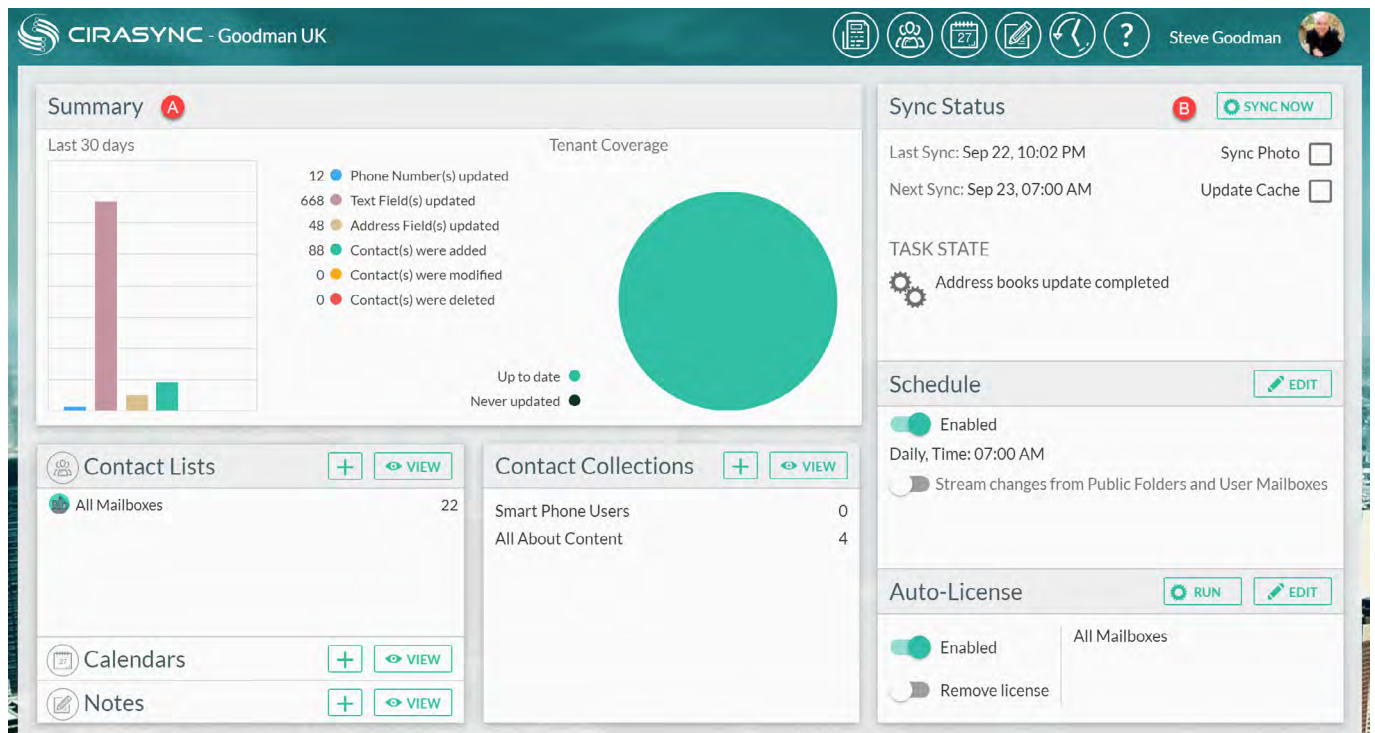 CIRASYNC - Goodman UK
27
?
Steve Goodman
Summary A
Last 30 days
Tenant Coverage
12 Phone Number(s) updated
668 Text Field(s) updated
48 Address Field(s) updated
88 Contact(s) were added
0 Contact(s) were modified
0 Contact(s) were deleted
Up to date
Never updated
Sync Status
B
SYNC NOW
Last Sync: Sep 22, 10:02 PM
Sync Photo
Next Sync: Sep 23, 07:00 AM
Update Cache
TASK STATE
Address books update completed
Schedule
EDIT
Enabled
Daily, Time: 07:00 AM
Stream changes from Public Folders and User Mailboxes
Contact Lists
+ VIEW
All Mailboxes 22
Calendars
27
+ VIEW
Notes
+ VIEW
Contact Collections
+ VIEW
Smart Phone Users 0
All About Content 4
Auto-License
RUN
EDIT
Enabled
All Mailboxes
Remove license